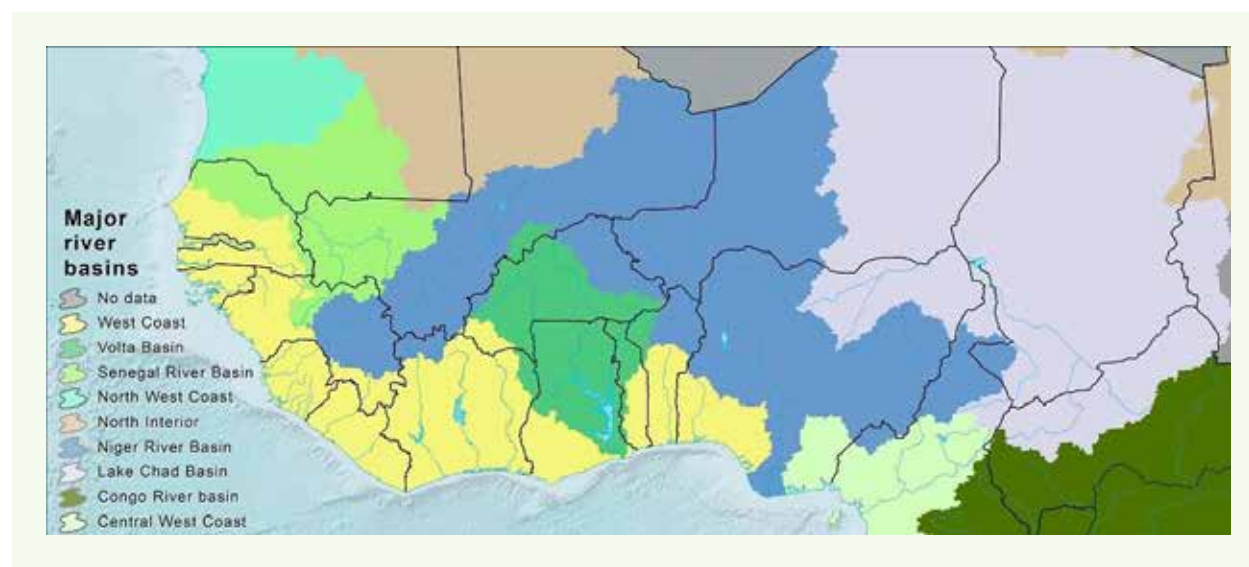 Major
river
basins
No data
West Coast
Volta Basin
Senegal River Basin
North West Coast
North Interior
Niger River Basin
Lake Chad Basin
Congo River basin
Central West Coast